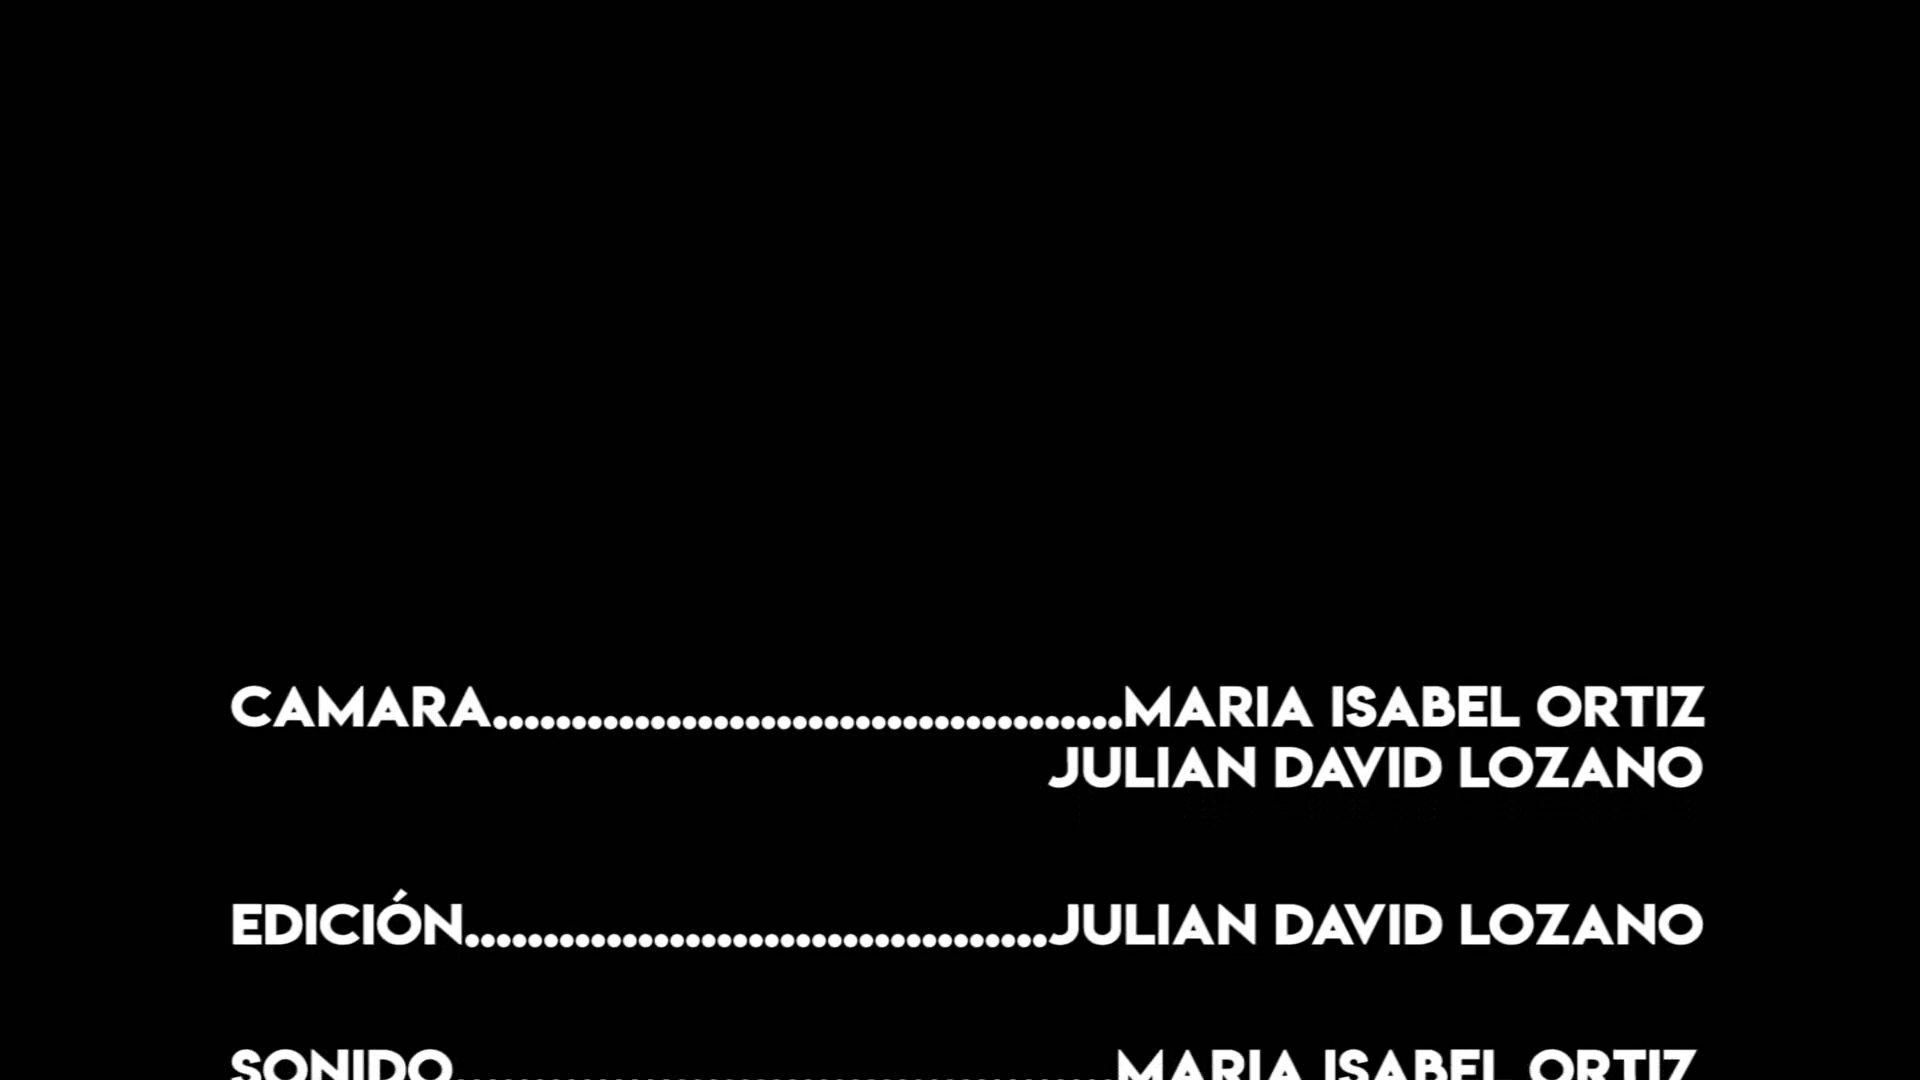 CAMARA........................................MARIA ISABEL ORTIZ
JULIAN DAVID LOZANO
EDICIÓN.....................................JULIAN DAVID LOZANO
SONIDO..........................................MARIA ISABEL ORTIZ